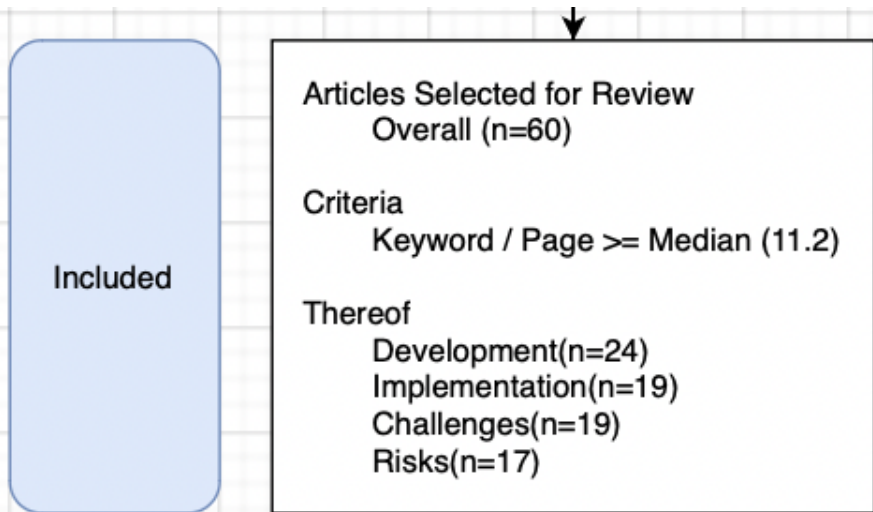 Included
Articles Selected for Review
Overall (n=60)
Criteria
Keyword / Page >= Median (11.2)
Thereof
Development(n=24)
Implementation(n=19)
Challenges(n=19)
Risks(n=17)